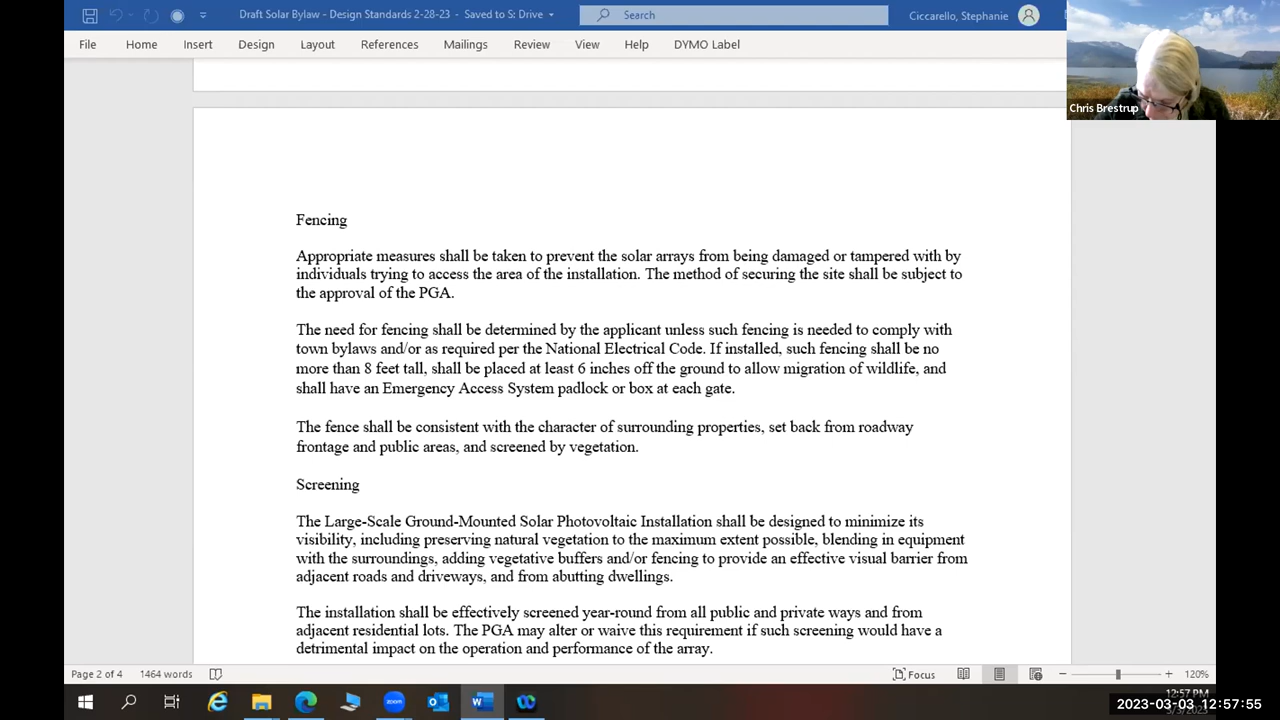 Draft Solar Bylaw - Design Standards 2-28-23 - Saved to S: Drive
Search
Ciccarello, Stephanie
File Home Insert Design Layout References Mailings Review View Help DYMO Label
Chris Brestrup
Fencing
Appropriate measures shall be taken to prevent the solar arrays from being damaged or tampered with by
individuals trying to access the area of the installation. The method of securing the site shall be subject to
the approval of the PGA.
The need for fencing shall be determined by the applicant unless such fencing is needed to comply with
town bylaws and/or as required per the National Electrical Code. If installed, such fencing shall be no
more than 8 feet tall, shall be placed at least 6 inches off the ground to allow migration of wildlife, and
shall have an Emergency Access System padlock or box at each gate.
The fence shall be consistent with the character of surrounding properties, set back from roadway
frontage and public areas, and screened by vegetation.
Screening
The Large-Scale Ground-Mounted Solar Photovoltaic Installation shall be designed to minimize its
visibility, including preserving natural vegetation to the maximum extent possible, blending in equipment
with the surroundings, adding vegetative buffers and/or fencing to provide an effective visual barrier from
adjacent roads and driveways, and from abutting dwellings.
The installation shall be effectively screened year-round from all public and private ways and from
adjacent residential lots. The PGA may alter or waive this requirement if such screening would have a
detrimental impact on the operation and performance of the array.
Page 2 of 4 1464 words Focus 120%
zoom
12:57 PM
2023-03-03 12:57:55